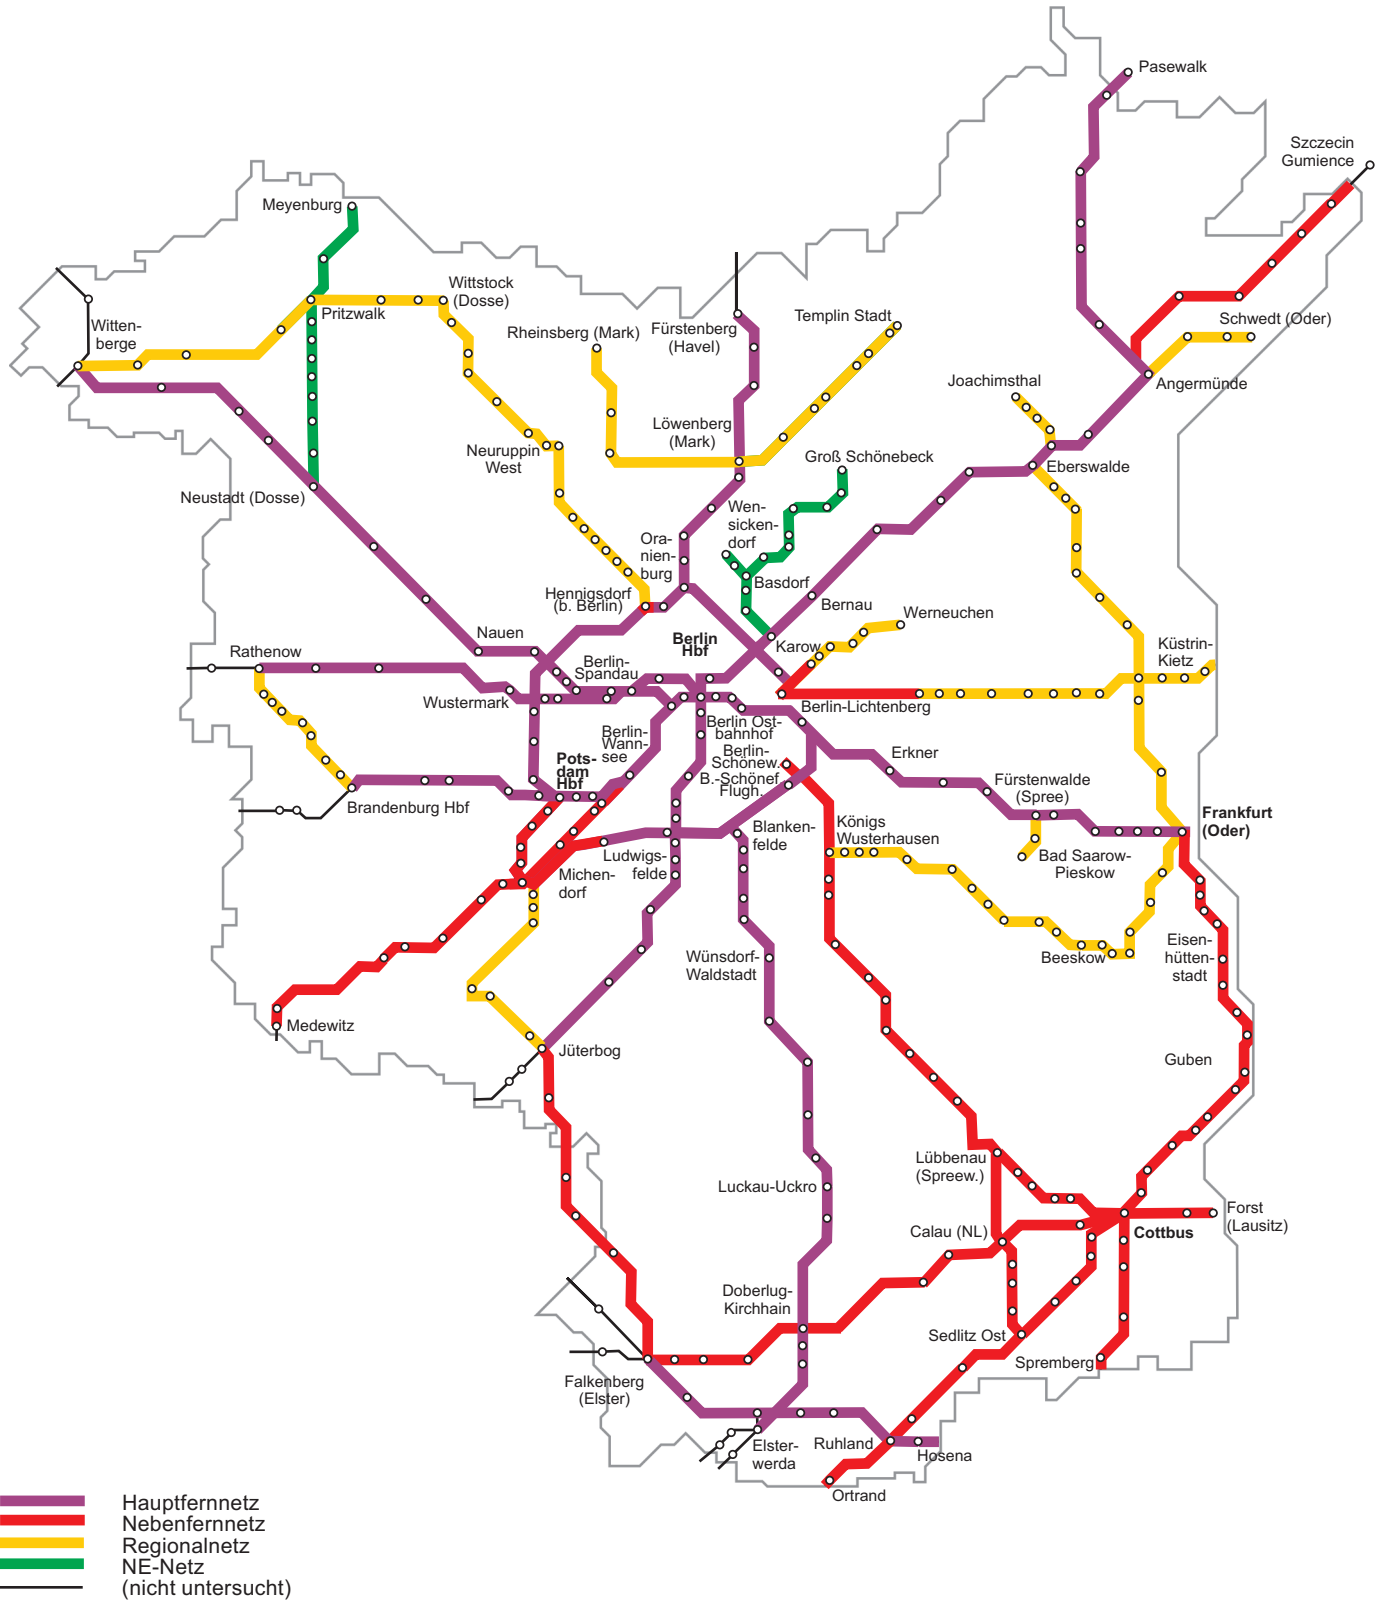 Pasewalk
Szczecin
Gumience
Meyenburg
Wittstock
(Dosse)
Pritzwalk
Witten-
berge
Rheinsberg (Mark)
Fürstenberg
(Havel)
Templin Stadt
Schwedt (Oder)
Angermünde
Joachimsthal
Löwenberg
(Mark)
Neuruppin
West
Groß Schönebeck
Eberswalde
Neustadt (Dosse)
Wen-
sicken-
dorf
Ora-
nien-
burg
Basdorf
Hennigsdorf
(b. Berlin)
Bernau
Werneuchen
Nauen
Berlin
Hbf
Karow
Küstrin-
Kietz
Rathenow
Berlin-
Spandau
Wustermark
Berlin-Lichtenberg
Berlin Ost-
bahnhof
Berlin-
Wann-
see
Berlin-
Schönew.
B.-Schönef.
Flugh.
Erkner
Pots-
dam
Hbf
Fürstenwalde
(Spree)
Brandenburg Hbf
Frankfurt
(Oder)
Blanken-
felde
Königs
Wusterhausen
Bad Saarow-
Pieskow
Ludwigs-
felde
Michen-
dorf
Eisen-
hütten-
stadt
Beeskow
Wünsdorf-
Waldstadt
Medewitz
Jüterbog
Guben
Lübbenau
(Spreew.)
Luckau-Uckro
Calau (NL)
Cottbus
Forst
(Lausitz)
Doberlug-
Kirchhain
Sedlitz Ost
Spremberg
Falkenberg
(Elster)
Elster-
werda
Ruhland
Hosena
Ortrand
Hauptfernnetz
Nebenfernnetz
Regionalnetz
NE-Netz
(nicht untersucht)